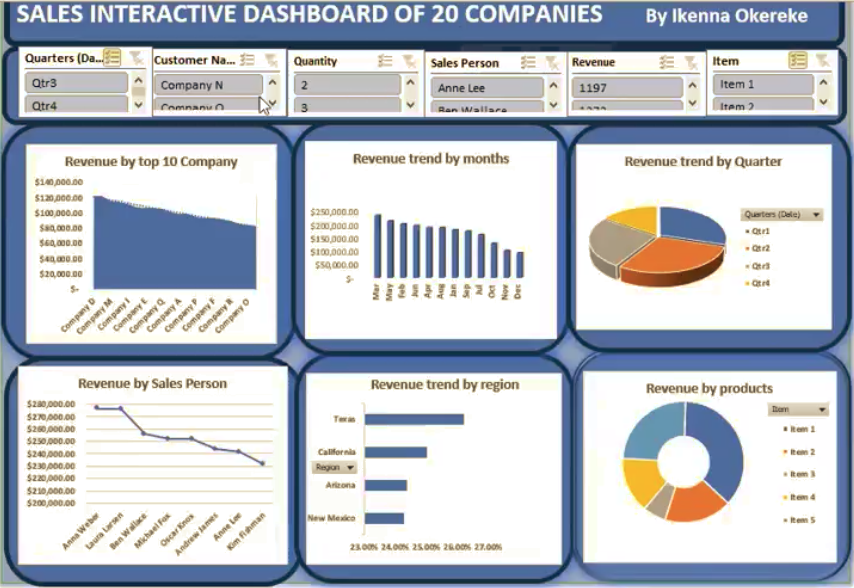 SALES INTERACTIVE DASHBOARD OF 20 COMPANIES By Ikenna Okereke
Quarters (Da...
Qtr3
Qtr4
Customer Na...
Company N
Company O
Quantity
2
3
Sales Person
Anne Lee
Ben Wallace
Revenue
1197
Item
Item 1
Item 2
Revenue by top 10 Company
$140,000.00
$120,000.00
$100,000.00
$80,000.00
$60,000.00
$40,000.00
$20,000.00
$-
Company D
Company M
Company I
Company E
Company Q
Company A
Company P
Company F
Company R
Company O
Revenue trend by months
$250,000.00
$200,000.00
$150,000.00
$100,000.00
$50,000.00
$-
Mar
May
Feb
Jun
Apr
Aug
Jan
Sep
Jul
Oct
Nov
Dec
Revenue trend by Quarter
Quarters (Date)
Qtr1
Qtr2
Qtr3
Qtr4
Revenue by Sales Person
$280,000.00
$270,000.00
$260,000.00
$250,000.00
$240,000.00
$230,000.00
$220,000.00
$210,000.00
$200,000.00
Anna Weber
Laura Larsen
Ben Wallace
Michael Fox
Oscar Knox
Andrew James
Anne Lee
Kim Fishman
Revenue trend by region
Texas
California
Region
Arizona
New Mexico
23.00% 24.00% 25.00% 26.00% 27.00%
Revenue by products
Item
Item 1
Item 2
Item 3
Item 4
Item 5